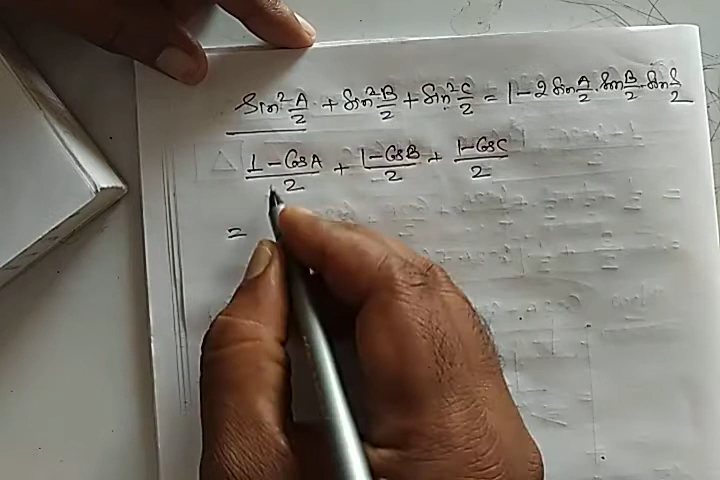 Sin²A/2 + Sin²B/2 + Sin²C/2 = 1-2 Sin A/2 . Sin B/2 . Sin C/2
1-CosA/2 + 1-CosB/2 + 1-CosC/2
=